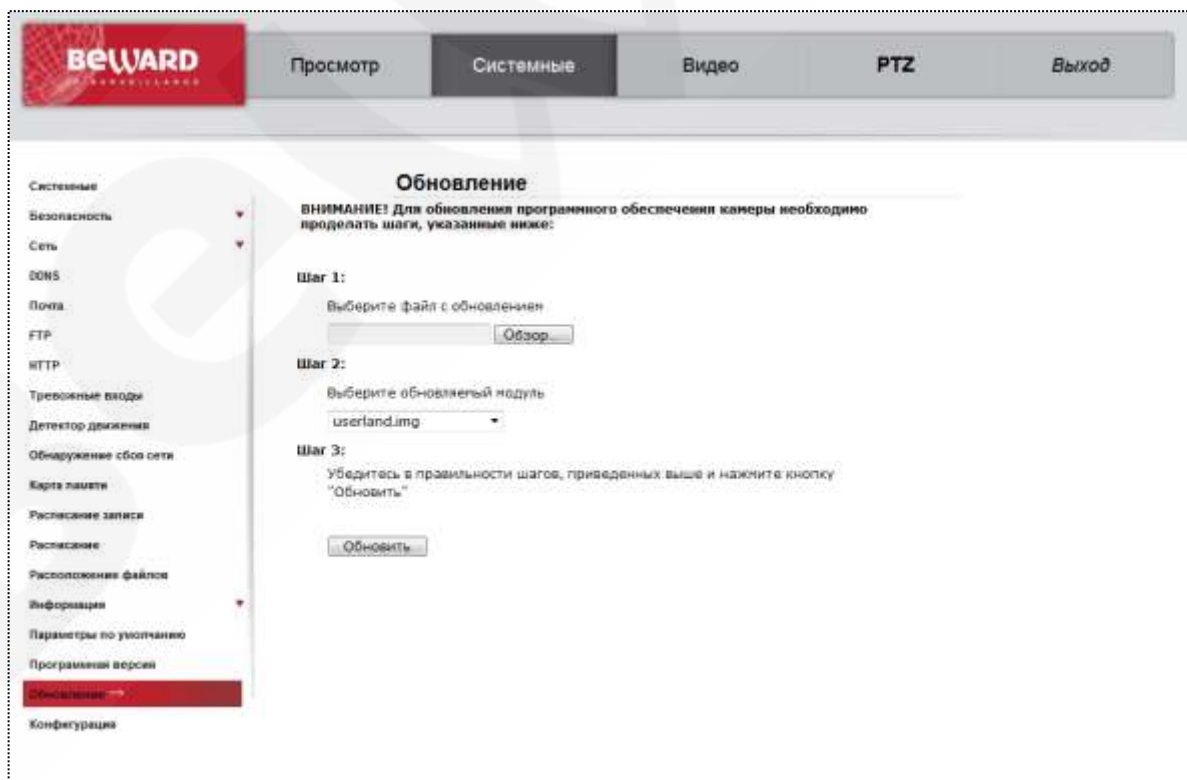 BEWARD
Просмотр Системные Видео PTZ Выход
Системные
Безопасность
Сеть
DDNS
Почта
FTP
HTTP
Тревожные входы
Детектор движения
Обнаружение сбоя сети
Карта памяти
Расписание записи
Расписание
Расположение файлов
Информация
Параметры по умолчанию
Программная версия
Обновление
Конфигурация
Обновление
ВНИМАНИЕ! Для обновления программного обеспечения камеры необходимо
проделать шаги, указанные ниже:
Шаг 1:
Выберите файл с обновлением
Обзор...
Шаг 2:
Выберите обновляемый модуль
userland.img
Шаг 3:
Убедитесь в правильности шагов, приведенных выше и нажмите кнопку
"Обновить"
Обновить